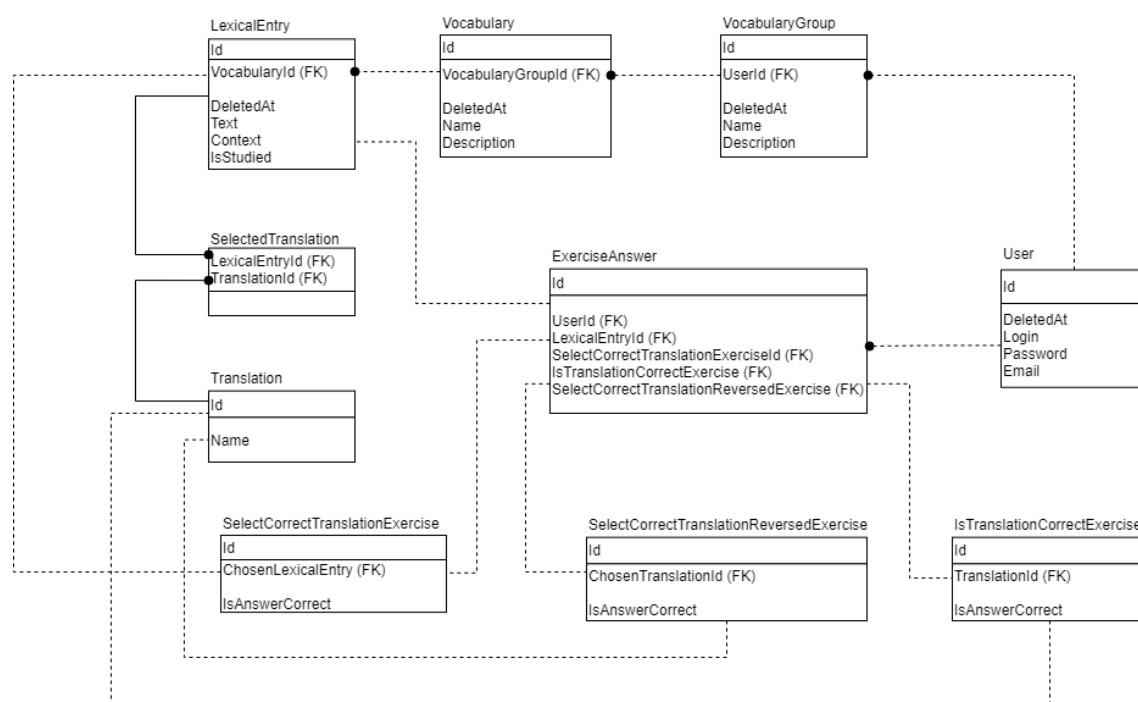 LexicalEntry
Id
VocabularyId (FK)
DeletedAt
Text
Context
IsStudied
Vocabulary
Id
VocabularyGroupId (FK)
DeletedAt
Name
Description
VocabularyGroup
Id
UserId (FK)
DeletedAt
Name
Description
SelectedTranslation
LexicalEntryId (FK)
TranslationId (FK)
ExerciseAnswer
Id
UserId (FK)
LexicalEntryId (FK)
SelectCorrectTranslationExerciseId (FK)
IsTranslationCorrectExercise (FK)
SelectCorrectTranslationReversedExercise (FK)
User
Id
DeletedAt
Login
Password
Email
Translation
Id
Name
SelectCorrectTranslationExercise
Id
ChosenLexicalEntry (FK)
IsAnswerCorrect
SelectCorrectTranslationReversedExercise
Id
ChosenTranslationId (FK)
IsAnswerCorrect
IsTranslationCorrectExercise
Id
TranslationId (FK)
IsAnswerCorrect